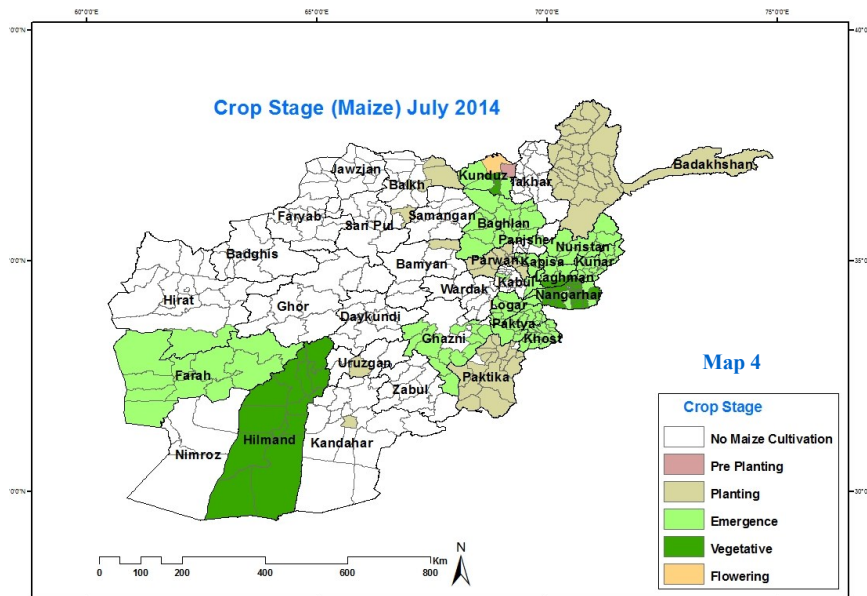 60°0'0"E 65°0'0"E 70°0'0"E 75°0'0"E
Crop Stage (Maize) July 2014
Badakhshan
Jawzjan
Kunduz
Takhar
Balkh
Faryab
Sari Pul
Samangan
Baghlan
Panjsher
Nuristan
Badghis
Bamyan
Parwan
Kapisa
Kunar
Laghman
Kabul
Hirat
Ghor
Wardak
Nangarhar
Daykundi
Logar
Paktya
Ghazni
Khost
Uruzgan
Farah
Paktika
Zabul
Hilmand
Kandahar
Nimroz
Map 4
Crop Stage
No Maize Cultivation
Pre Planting
Planting
Emergence
Vegetative
Flowering
N
Km
0 100 200 400 600 800